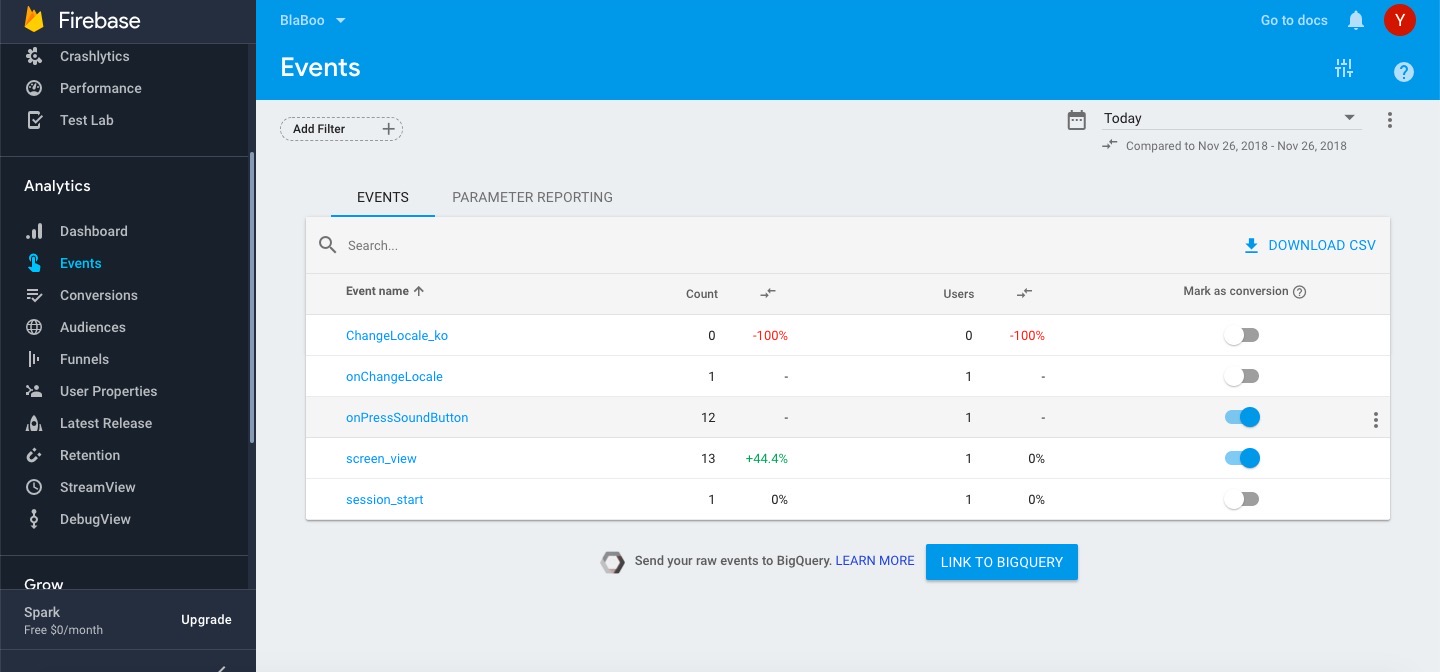 Firebase
Crashlytics
Performance
Test Lab
Analytics
Dashboard
Events
Conversions
Audiences
Funnels
User Properties
Latest Release
Retention
StreamView
DebugView
Grow
Spark
Free $0/month
Upgrade
BlaBoo
Go to docs
Y
Events
Add Filter
Today
Compared to Nov 26, 2018 - Nov 26, 2018
EVENTS PARAMETER REPORTING
Search...
DOWNLOAD CSV
Event name Count Users Mark as conversion
ChangeLocale_ko 0 -100% 0 -100%
onChangeLocale 1 - 1 -
onPressSoundButton 12 - 1 -
screen_view 13 +44.4% 1 0%
session_start 1 0% 1 0%
Send your raw events to BigQuery. LEARN MORE LINK TO BIGQUERY